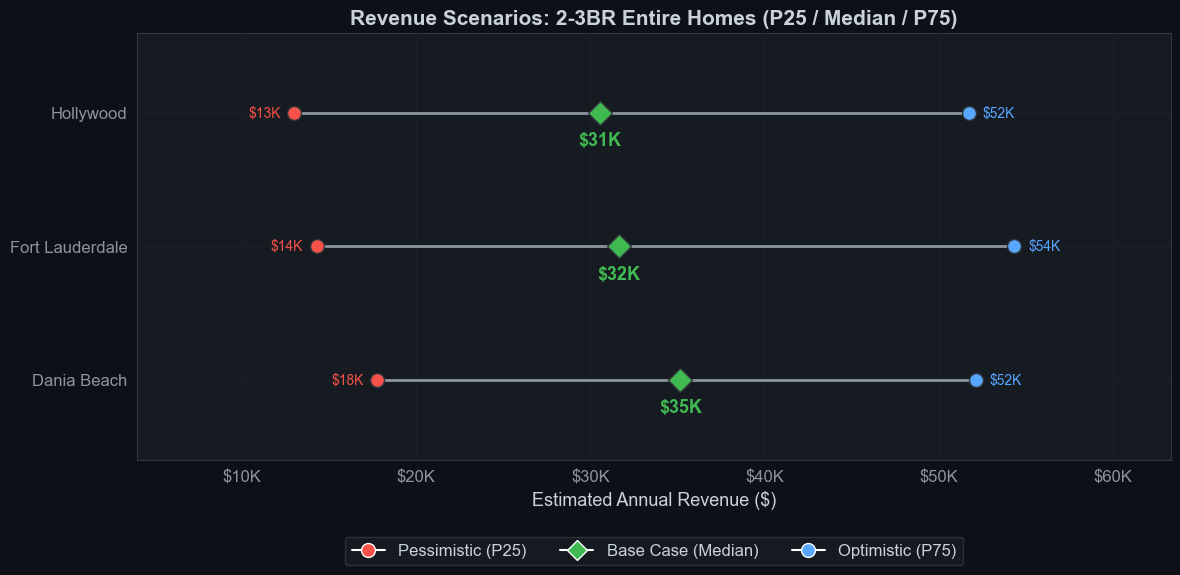 Revenue Scenarios: 2-3BR Entire Homes (P25 / Median / P75)
Hollywood
$13K
$52K
$31K
Fort Lauderdale
$14K
$54K
$32K
Dania Beach
$18K
$52K
$35K
$10K $20K $30K $40K $50K $60K
Estimated Annual Revenue ($)
Pessimistic (P25) Base Case (Median) Optimistic (P75)